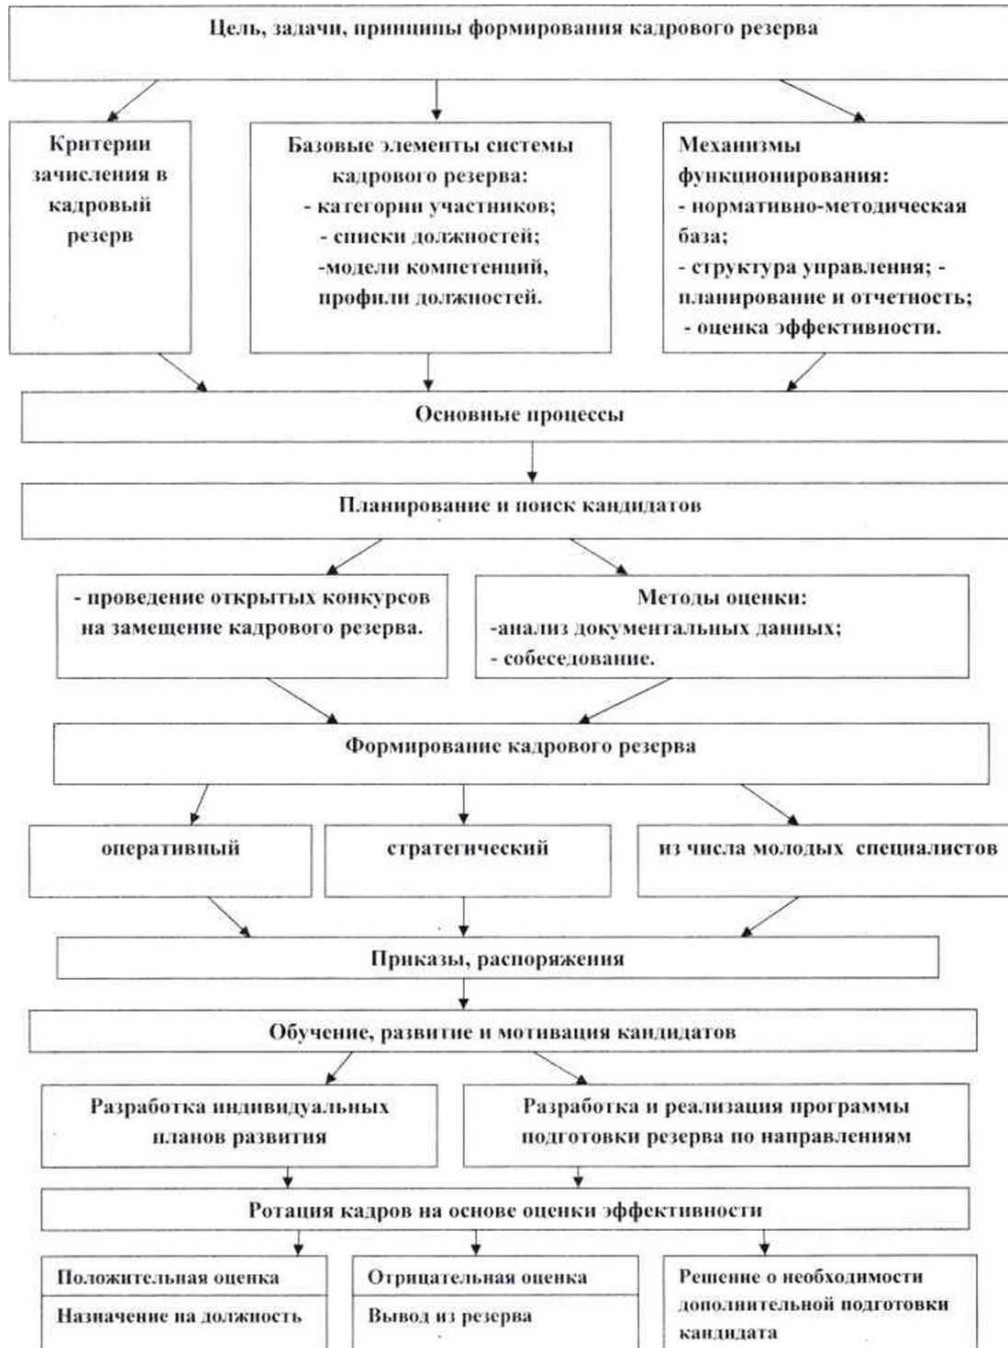 Цель, задачи, принципы формирования кадрового резерва
Критерии
зачисления в
кадровый
резерв
Базовые элементы системы
кадрового резерва:
- категории участников;
- списки должностей;
-модели компетенций,
профили должностей.
Механизмы
функционирования:
- нормативно-методическая
база;
- структура управления; -
планирование и отчетность;
- оценка эффективности.
Основные процессы
Планирование и поиск кандидатов
- проведение открытых конкурсов
на замещение кадрового резерва.
Методы оценки:
-анализ документальных данных;
- собеседование.
Формирование кадрового резерва
оперативный
стратегический
из числа молодых специалистов
Приказы, распоряжения
Обучение, развитие и мотивация кандидатов
Разработка индивидуальных
планов развития
Разработка и реализация программы
подготовки резерва по направлениям
Ротация кадров на основе оценки эффективности
Положительная оценка
Назначение на должность
Отрицательная оценка
Вывод из резерва
Решение о необходимости
дополнительной подготовки
кандидата